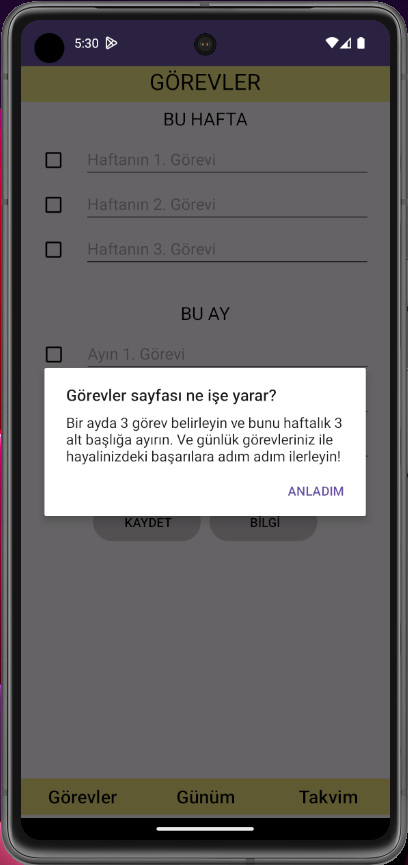 5:30
GÖREVLER
BU HAFTA
Haftanın 1. Görevi
Haftanın 2. Görevi
Haftanın 3. Görevi
BU AY
Ayın 1. Görevi
Görevler sayfası ne işe yarar?
Bir ayda 3 görev belirleyin ve bunu haftalık 3
alt başlığa ayırın. Ve günlük görevleriniz ile
hayalinizdeki başarılara adım adım ilerleyin!
ANLADIM
KAYDET BİLGİ
Görevler Günüm Takvim